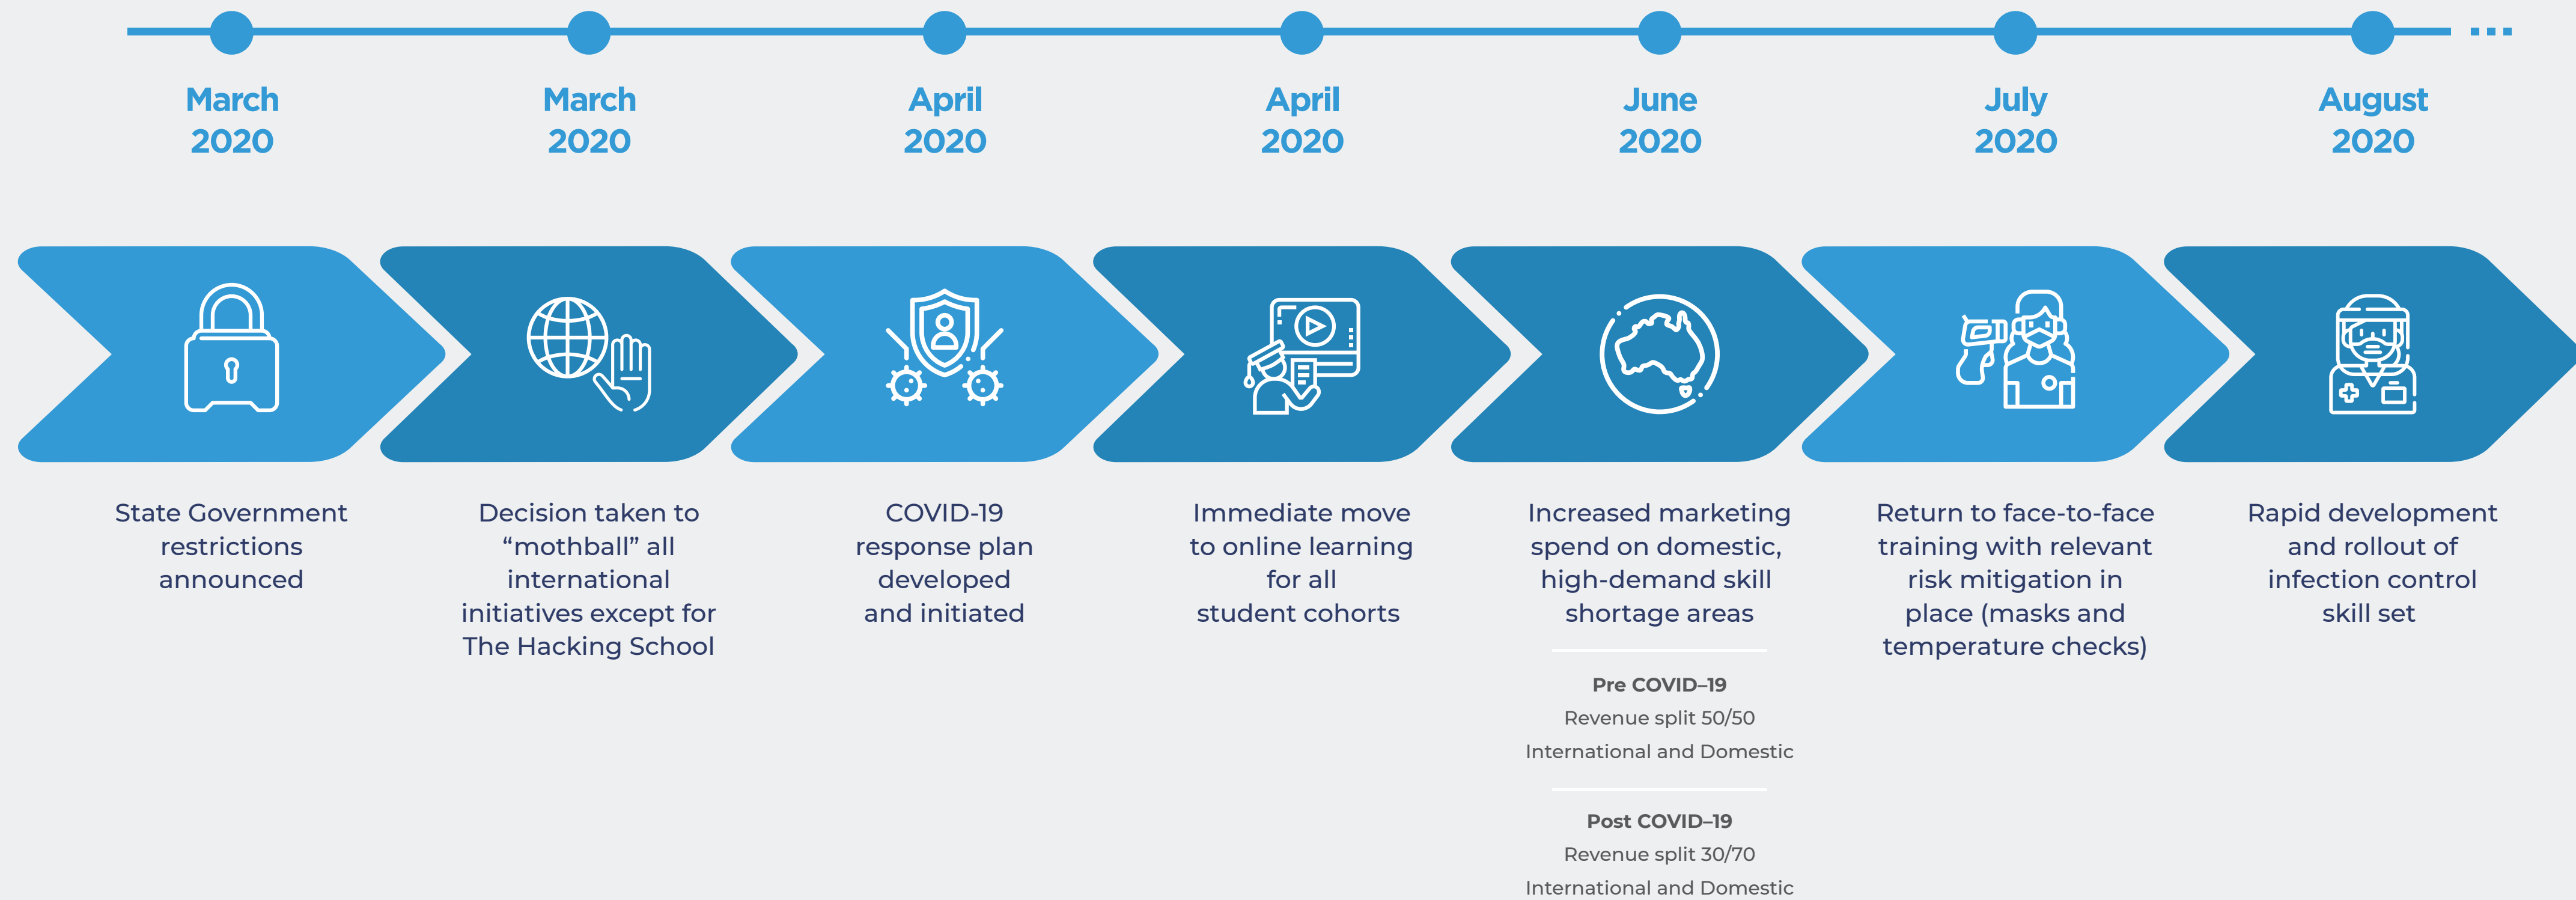 March
2020
March
2020
April
2020
April
2020
June
2020
July
2020
August
2020
State Government
restrictions
announced
Decision taken to
“mothball” all
international
initiatives except for
The Hacking School
COVID-19
response plan
developed
and initiated
Immediate move
to online learning
for all
student cohorts
Increased marketing
spend on domestic,
high-demand skill
shortage areas
Pre COVID–19
Revenue split 50/50
International and Domestic
Post COVID–19
Revenue split 30/70
International and Domestic
Return to face-to-face
training with relevant
risk mitigation in
place (masks and
temperature checks)
Rapid development
and rollout of
infection control
skill set